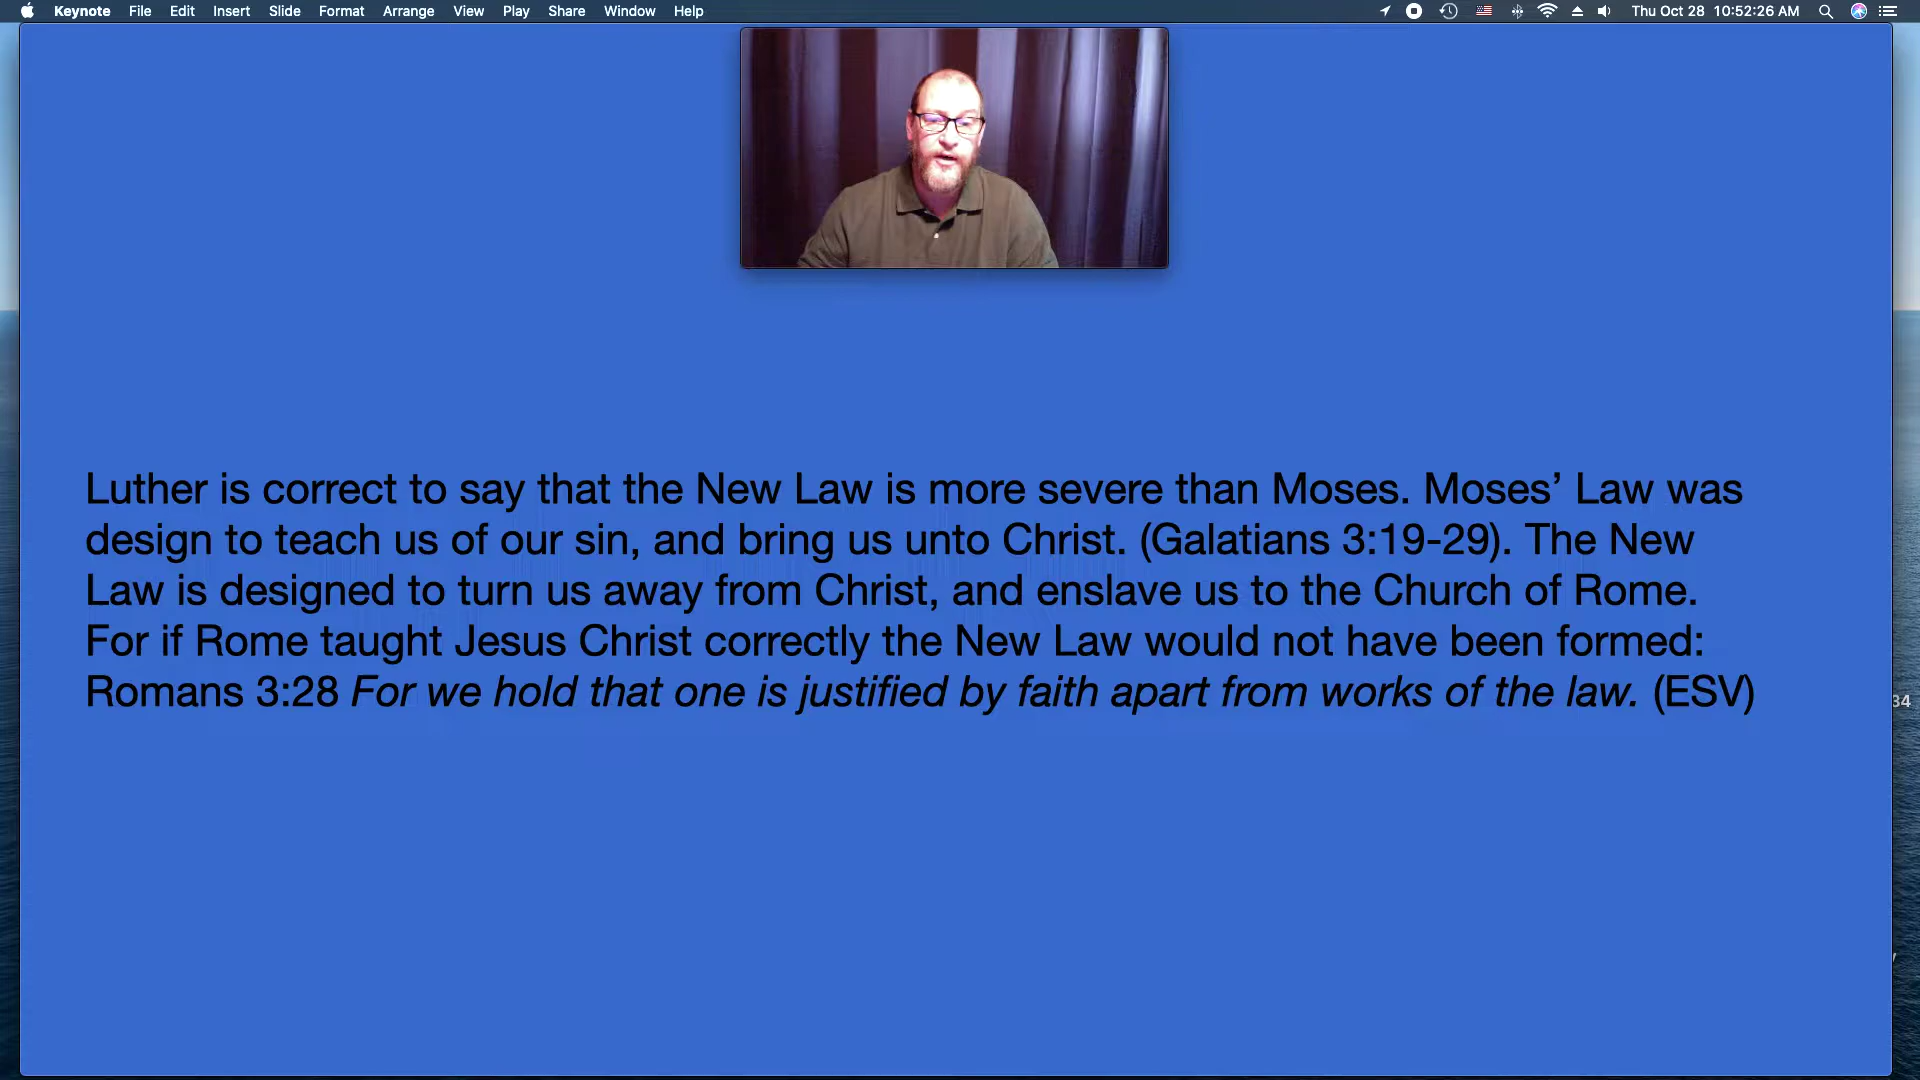 Keynote File Edit Insert Slide Format Arrange View Play Share Window Help Thu Oct 28 10:52:26 AM
Luther is correct to say that the New Law is more severe than Moses. Moses’ Law was
design to teach us of our sin, and bring us unto Christ. (Galatians 3:19-29). The New
Law is designed to turn us away from Christ, and enslave us to the Church of Rome.
For if Rome taught Jesus Christ correctly the New Law would not have been formed:
Romans 3:28 For we hold that one is justified by faith apart from works of the law. (ESV)
34